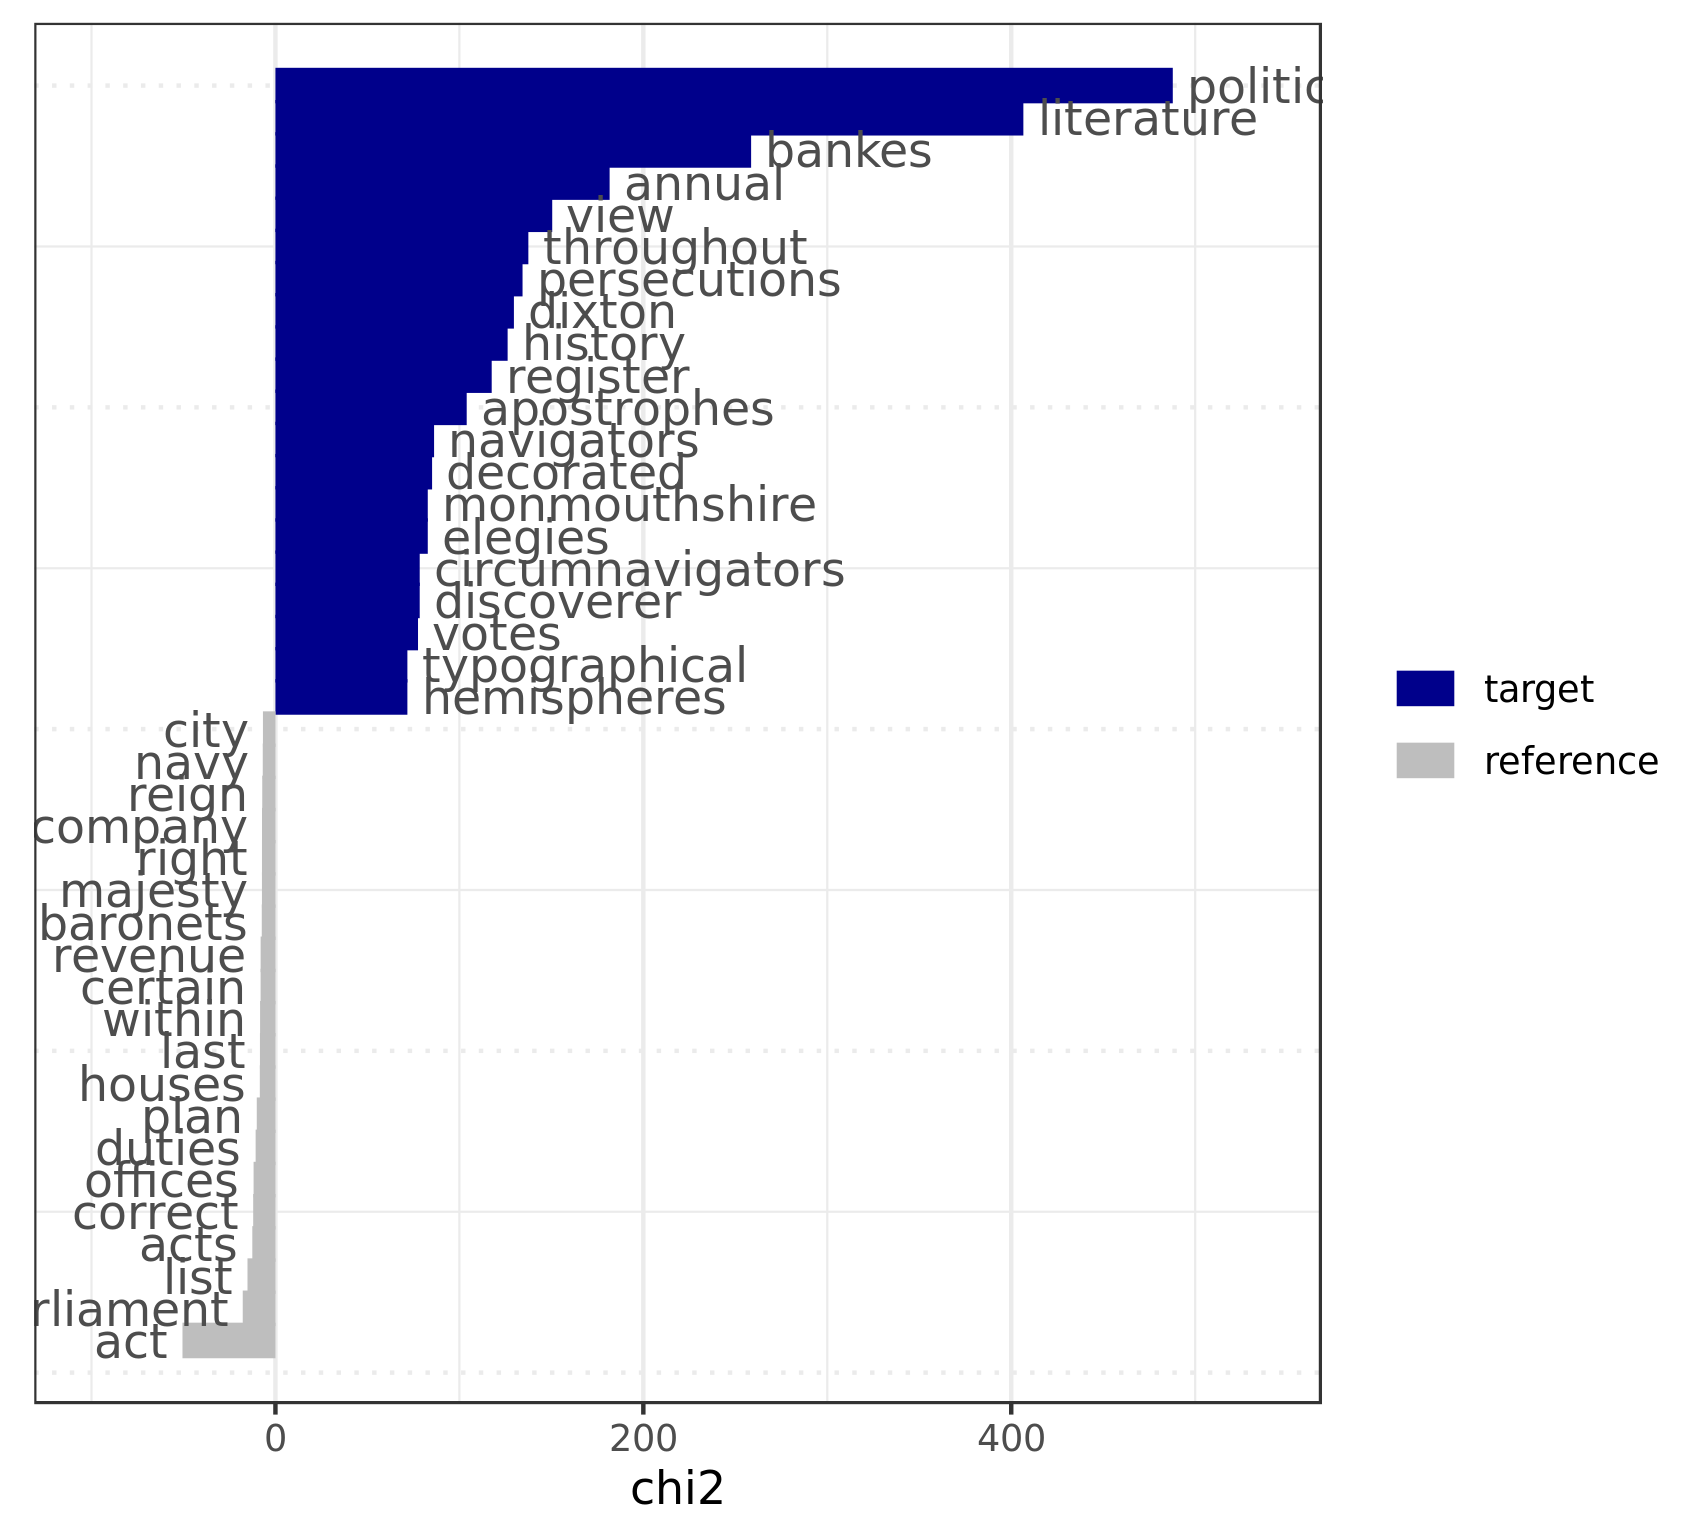 politic
literature
bankes
annual
view
throughout
persecutions
dixton
history
register
apostrophes
navigators
decorated
monmouthshire
elegies
circumnavigators
discoverer
votes
typographical
hemispheres
city
navy
reign
company
right
majesty
baronets
revenue
certain
within
last
houses
plan
duties
offices
correct
acts
list
rliament
act
target
reference
0 200 400
chi2